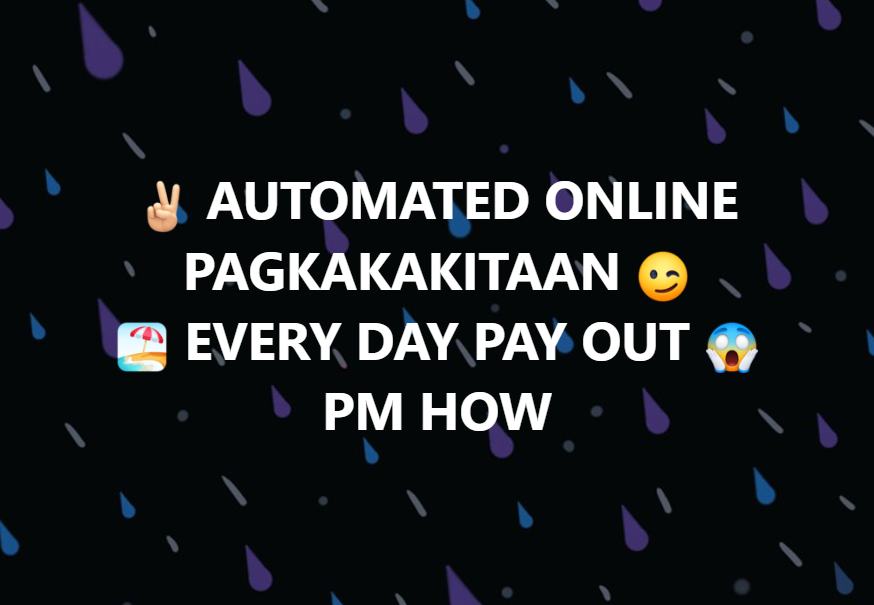 ✌🏻 AUTOMATED ONLINE
PAGKAKAKITAAN 😉
🏖️ EVERY DAY PAY OUT 😱
PM HOW